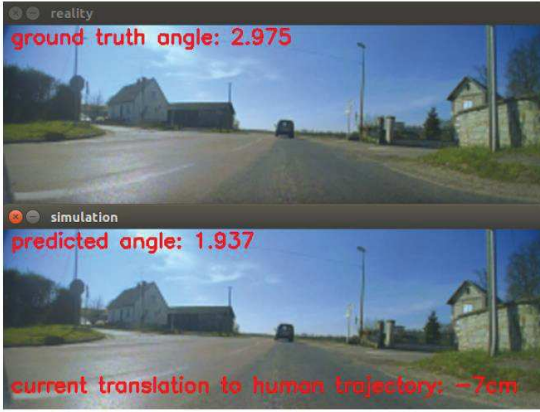 reality
ground truth angle: 2.975
simulation
predicted angle: 1.937
current translation to human trajectory: -7cm